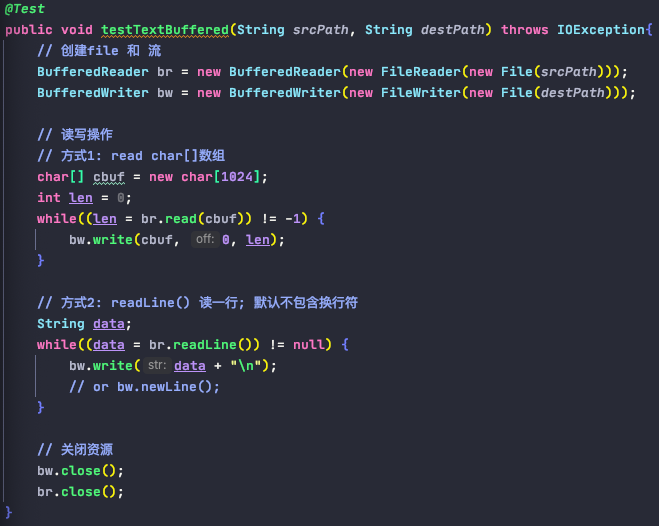 @Test
public void testTextBuffered(String srcPath, String destPath) throws IOException{
// 创建file 和 流
BufferedReader br = new BufferedReader(new FileReader(new File(srcPath)));
BufferedWriter bw = new BufferedWriter(new FileWriter(new File(destPath)));
// 读写操作
// 方式1: read char[]数组
char[] cbuf = new char[1024];
int len = 0;
while((len = br.read(cbuf)) != -1) {
bw.write(cbuf, off: 0, len);
}
// 方式2: readLine() 读一行; 默认不包含换行符
String data;
while((data = br.readLine()) != null) {
bw.write( str: data + "\n");
// or bw.newLine();
}
// 关闭资源
bw.close();
br.close();
}